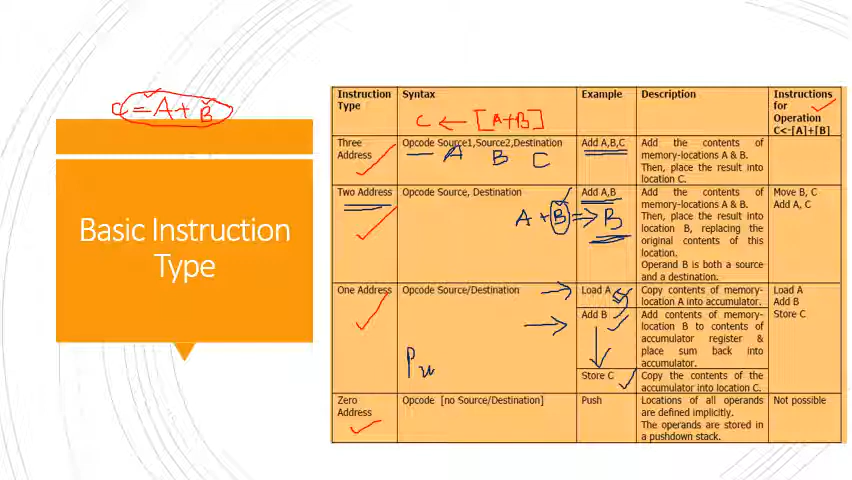 C = A + B
Basic Instruction
Type
Instruction Type
Syntax
C ← [A+B]
Example
Description
Instructions for Operation C<-[A]+[B]
Three Address
Opcode Source1,Source2,Destination
A B C
Add A,B,C
Add the contents of memory-locations A & B. Then, place the result into location C.
Two Address
Opcode Source, Destination
A + B => B
Add A,B
Add the contents of memory-locations A & B. Then, place the result into location B, replacing the original contents of this location.
Operand B is both a source and a destination.
Move B, C
Add A, C
One Address
Opcode Source/Destination
Load A
Copy contents of memory-location A into accumulator.
Load A
Add B
Store C
Add B
Add contents of memory-location B to contents of accumulator register & place sum back into accumulator.
Store C
Copy the contents of the accumulator into location C.
Zero Address
Opcode [no Source/Destination]
Push
Locations of all operands are defined implicitly.
The operands are stored in a pushdown stack.
Not possible